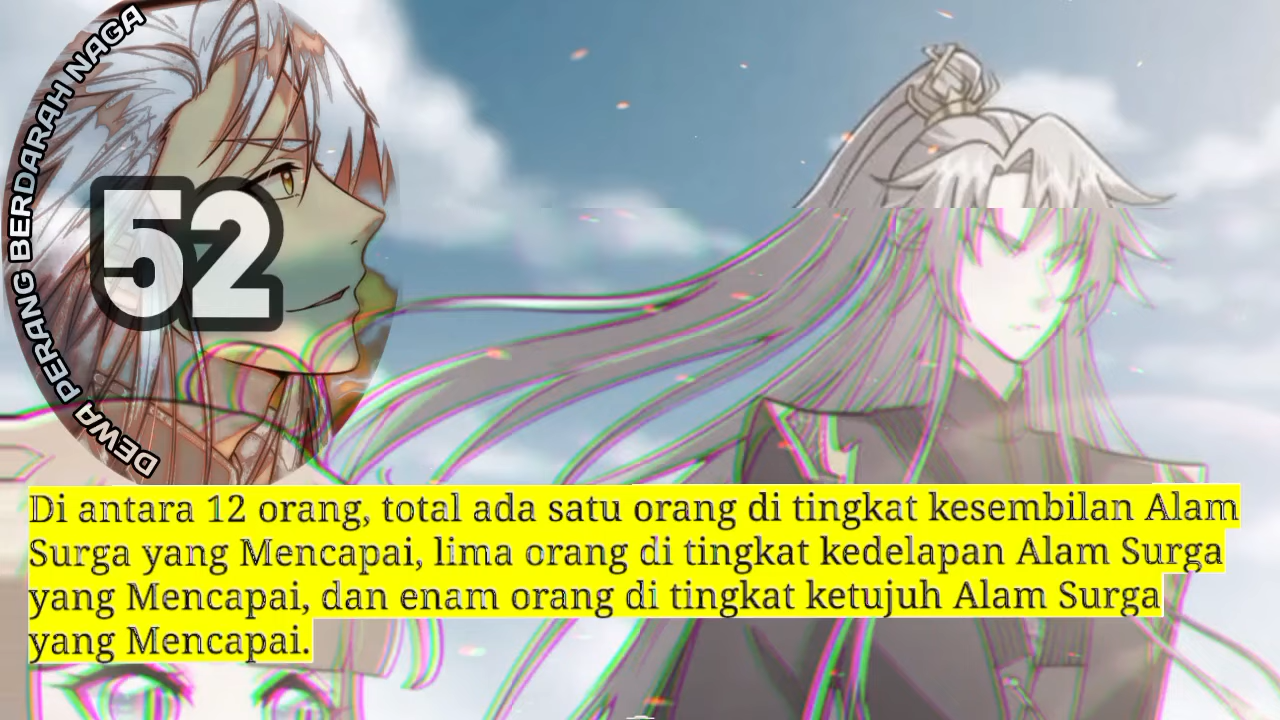 DEWA PERANG BERDARAH NAGA
52
Di antara 12 orang, total ada satu orang di tingkat kesembilan Alam
Surga yang Mencapai, lima orang di tingkat kedelapan Alam Surga
yang Mencapai, dan enam orang di tingkat ketujuh Alam Surga
yang Mencapai.